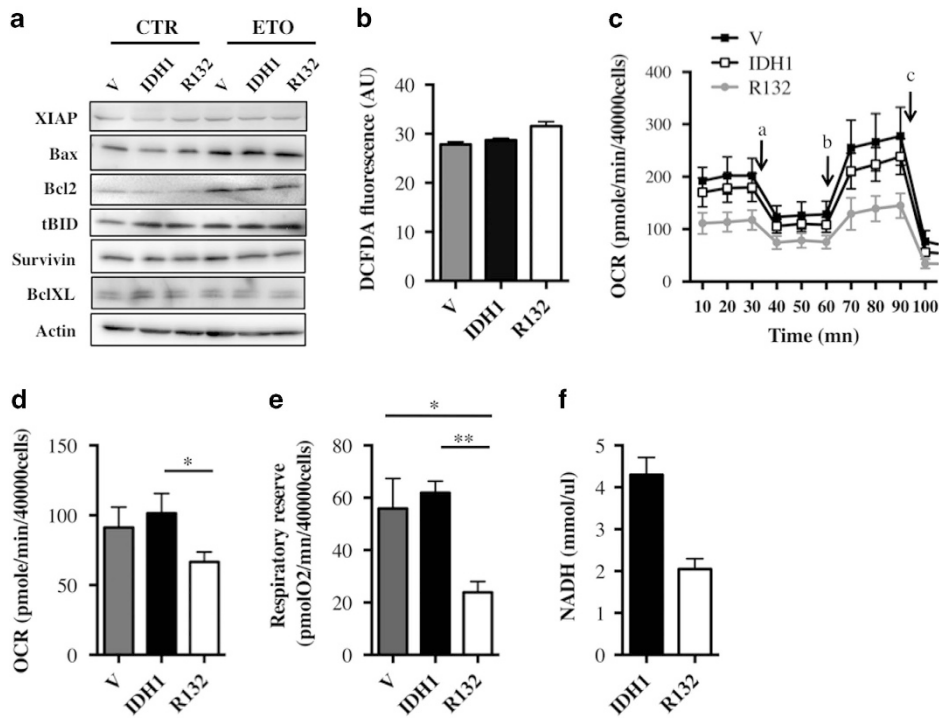 a
CTR ETO
V IDH1 R132 V IDH1 R132
XIAP
Bax
Bcl2
tBID
Survivin
BclXL
Actin
b
DCFDA fluorescence (AU)
40
30
20
10
0
V IDH1 R132
c
V
IDH1
R132
OCR (pmole/min/40000cells)
400
300
200
100
0
a b c
10 20 30 40 50 60 70 80 90 100
Time (mn)
d
OCR (pmole/min/40000cells)
150
100
50
0
*
V IDH1 R132
e
Respiratory reserve
(pmolO2/mn/40000cells)
80
60
40
20
0
*
**
V IDH1 R132
f
NADH (mmol/ul)
5
4
3
2
1
0
IDH1 R132